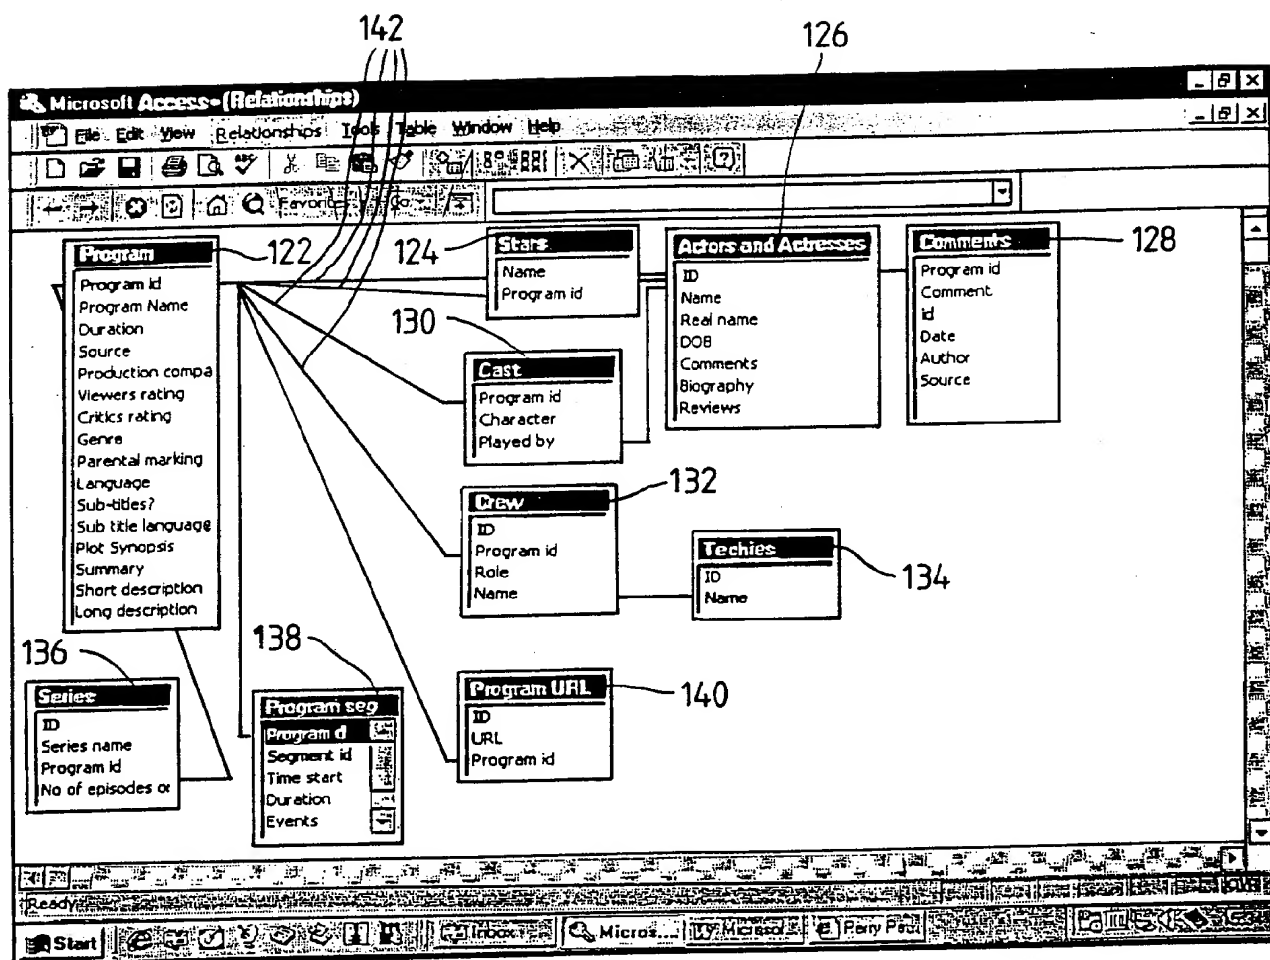 142
126
Microsoft Access-(Relationships)
File Edit View Relationships Tools Table Window Help
Favorites Go
Program
Program id
Program Name
Duration
Source
Production compa
Viewers rating
Critics rating
Genre
Parental marking
Language
Sub-titles?
Sub title language
Plot Synopsis
Summary
Short description
Long description
122
124
Stars
Name
Program id
Actors and Actresses
ID
Name
Real name
DOB
Comments
Biography
Reviews
Comments
Program id
Comment
id
Date
Author
Source
128
130
Cast
Program id
Character
Played by
Crew
ID
Program id
Role
Name
132
Techies
ID
Name
134
136
Series
ID
Series name
Program id
No of episodes or
138
Program seg
Program d
Segment id
Time start
Duration
Events
Program URL
ID
URL
Program id
140
Ready
Start
Inbox
Micros...
Microsof..